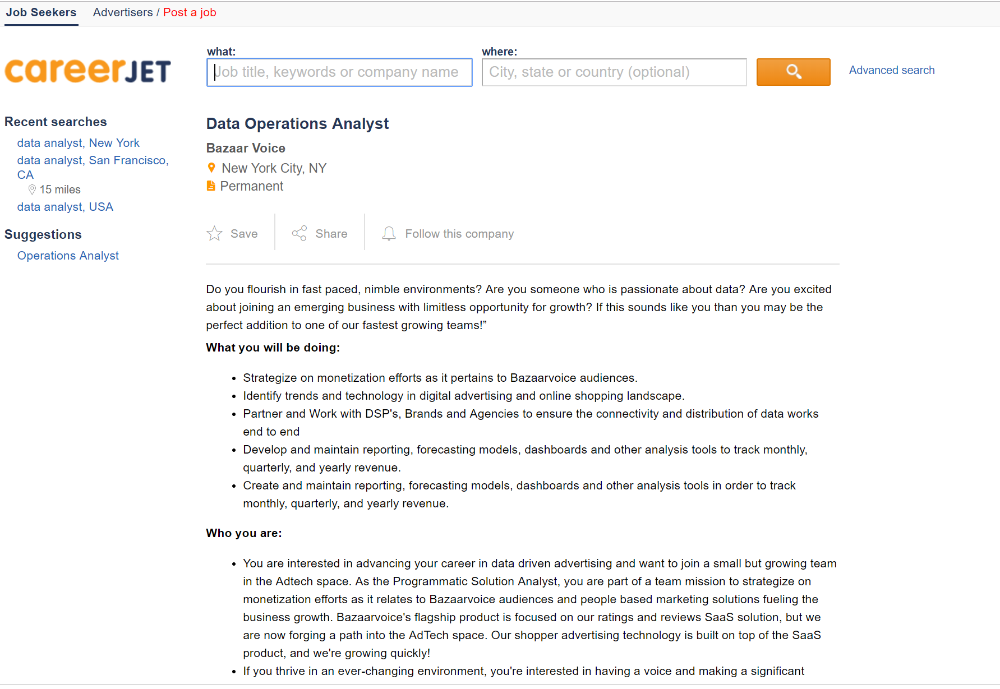 Job Seekers Advertisers / Post a job
careerJET
what:
Job title, keywords or company name
where:
City, state or country (optional)
Advanced search
Recent searches
data analyst, New York
data analyst, San Francisco,
CA
15 miles
data analyst, USA
Suggestions
Operations Analyst
Data Operations Analyst
Bazaar Voice
New York City, NY
Permanent
Save
Share
Follow this company
Do you flourish in fast paced, nimble environments? Are you someone who is passionate about data? Are you excited
about joining an emerging business with limitless opportunity for growth? If this sounds like you than you may be the
perfect addition to one of our fastest growing teams!”
What you will be doing:
• Strategize on monetization efforts as it pertains to Bazaarvoice audiences.
• Identify trends and technology in digital advertising and online shopping landscape.
• Partner and Work with DSP's, Brands and Agencies to ensure the connectivity and distribution of data works
end to end
• Develop and maintain reporting, forecasting models, dashboards and other analysis tools to track monthly,
quarterly, and yearly revenue.
• Create and maintain reporting, forecasting models, dashboards and other analysis tools in order to track
monthly, quarterly, and yearly revenue.
Who you are:
• You are interested in advancing your career in data driven advertising and want to join a small but growing team
in the Adtech space. As the Programmatic Solution Analyst, you are part of a team mission to strategize on
monetization efforts as it relates to Bazaarvoice audiences and people based marketing solutions fueling the
business growth. Bazaarvoice's flagship product is focused on our ratings and reviews SaaS solution, but we
are now forging a path into the AdTech space. Our shopper advertising technology is built on top of the SaaS
product, and we're growing quickly!
• If you thrive in an ever-changing environment, you're interested in having a voice and making a significant